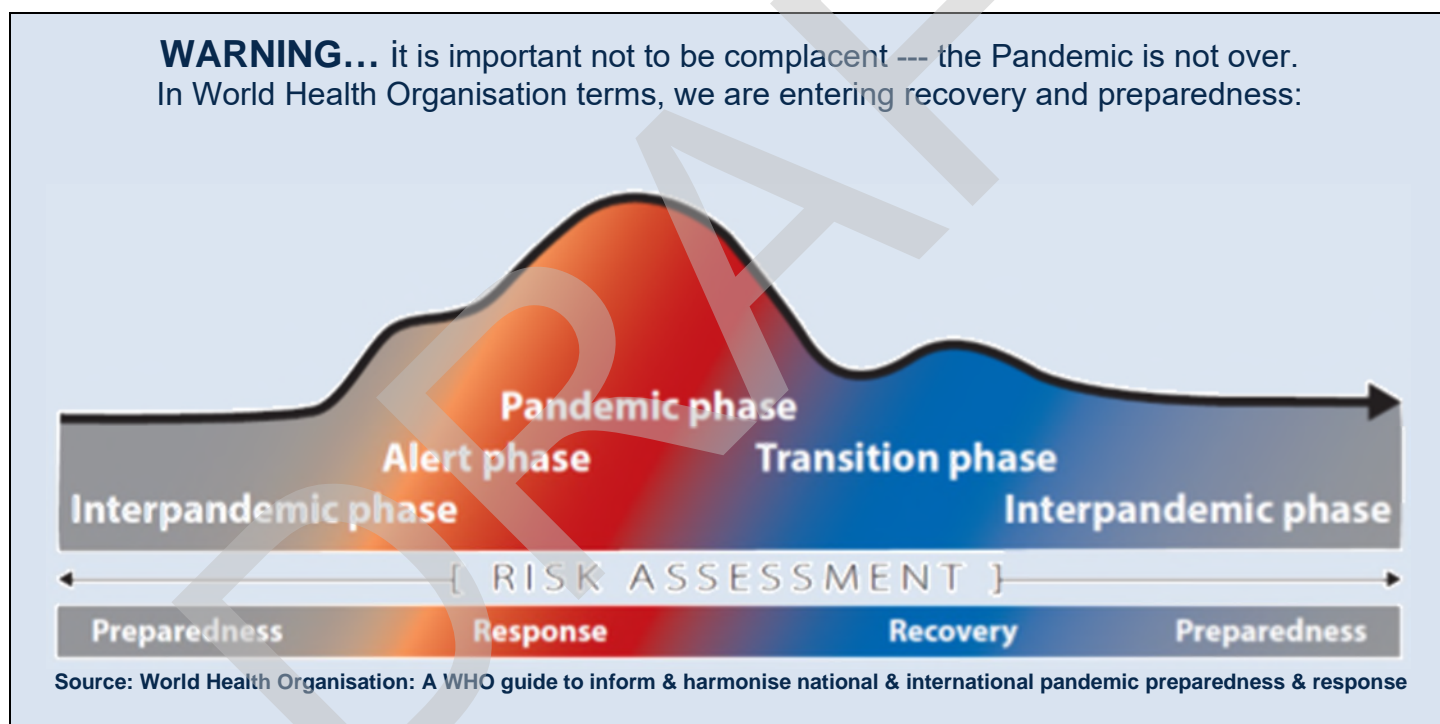 WARNING… it is important not to be complacent --- the Pandemic is not over.
In World Health Organisation terms, we are entering recovery and preparedness:
Pandemic phase
Alert phase
Transition phase
Interpandemic phase
Interpandemic phase
{ RISK ASSESSMENT }
Preparedness
Response
Recovery
Preparedness
Source: World Health Organisation: A WHO guide to inform & harmonise national & international pandemic preparedness & response
DRAF